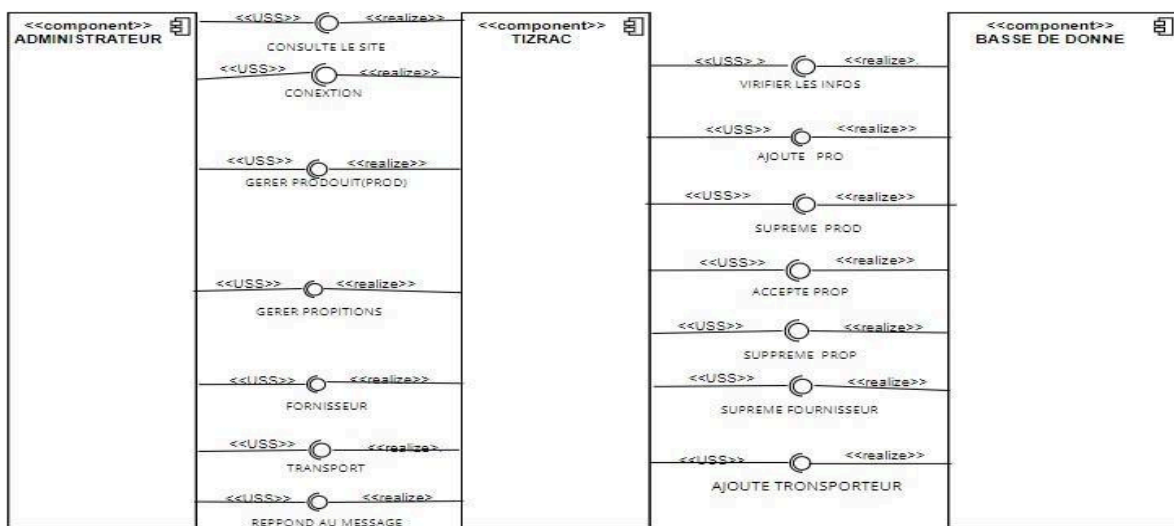 <<component>>
ADMINISTRATEUR
<<USS>>
<<realize>>
CONSULTE LE SITE
<<USS>>
<<realize>>
CONEXTION
<<USS>>
<<realize>>
GERER PRODOUIT(PROD)
<<USS>>
<<realize>>
GERER PROPITIONS
<<USS>>
<<realize>>
FORNISSEUR
<<USS>>
<<realize>.
TRANSPORT
<<USS>>
<<realize>
REPPOND AU MESSAGE
<<component>>
TIZRAC
<<USS> >
<<realize>.
VIRIFIER LES INFOS
<<USS>>
<<realize>>
AJOUTE PRO
<<USS>>
<<realize>>
SUPREME PROD
<<USS>>
<<realize>>
ACCEPTE PROP
<<USS>>
<<realize>>
SUPPREME PROP
<<USS>>
<<realize>>
SUPREME FOURNISSEUR
<<USS>>
<<realize>>
AJOUTE TRONSPORTEUR
<<component>>
BASSE DE DONNE